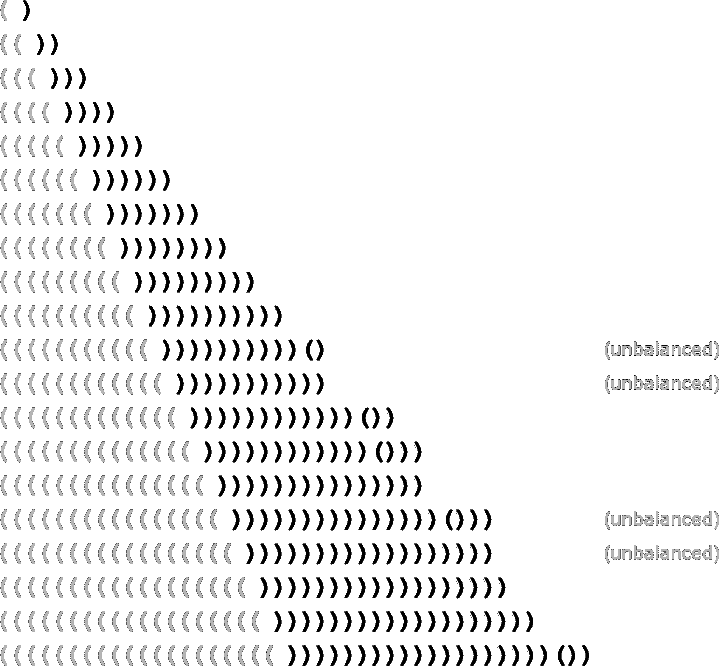 ( )
( ( ) )
( ( ( ) ) )
( ( ( ( ) ) ) )
( ( ( ( ( ) ) ) ) )
( ( ( ( ( ( ) ) ) ) ) )
( ( ( ( ( ( ( ) ) ) ) ) ) )
( ( ( ( ( ( ( ( ) ) ) ) ) ) ) )
( ( ( ( ( ( ( ( ( ) ) ) ) ) ) ) ) )
( ( ( ( ( ( ( ( ( ( ) ) ) ) ) ) ) ) ) )
( ( ( ( ( ( ( ( ( ( ( ) ) ) ) ) ) ) ) ) ) () (unbalanced)
( ( ( ( ( ( ( ( ( ( ( ( ) ) ) ) ) ) ) ) ) ) ) (unbalanced)
( ( ( ( ( ( ( ( ( ( ( ( ( ) ) ) ) ) ) ) ) ) ) ) ) () )
( ( ( ( ( ( ( ( ( ( ( ( ( ( ) ) ) ) ) ) ) ) ) ) ) ) () ) )
( ( ( ( ( ( ( ( ( ( ( ( ( ( ( ) ) ) ) ) ) ) ) ) ) ) ) ) ) )
( ( ( ( ( ( ( ( ( ( ( ( ( ( ( ( ) ) ) ) ) ) ) ) ) ) ) ) ) ) ) () ) ) (unbalanced)
( ( ( ( ( ( ( ( ( ( ( ( ( ( ( ( ( ) ) ) ) ) ) ) ) ) ) ) ) ) ) ) ) ) ) (unbalanced)
( ( ( ( ( ( ( ( ( ( ( ( ( ( ( ( ( ( ) ) ) ) ) ) ) ) ) ) ) ) ) ) ) ) ) )
( ( ( ( ( ( ( ( ( ( ( ( ( ( ( ( ( ( ( ) ) ) ) ) ) ) ) ) ) ) ) ) ) ) ) ) ) )
( ( ( ( ( ( ( ( ( ( ( ( ( ( ( ( ( ( ( ( ) ) ) ) ) ) ) ) ) ) ) ) ) ) ) ) ) ) ) () )